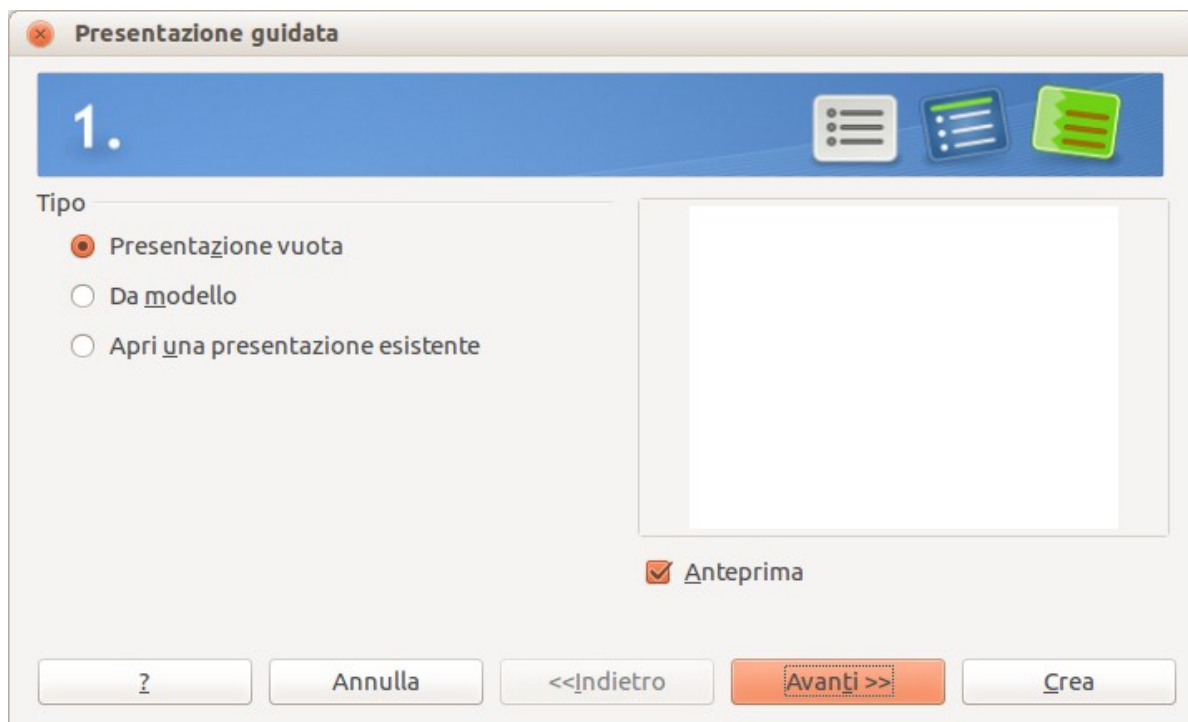 Presentazione guidata
1.
Tipo
Presentazione vuota
Da modello
Apri una presentazione esistente
Anteprima
? Annulla <<Indietro Avanti >> Crea